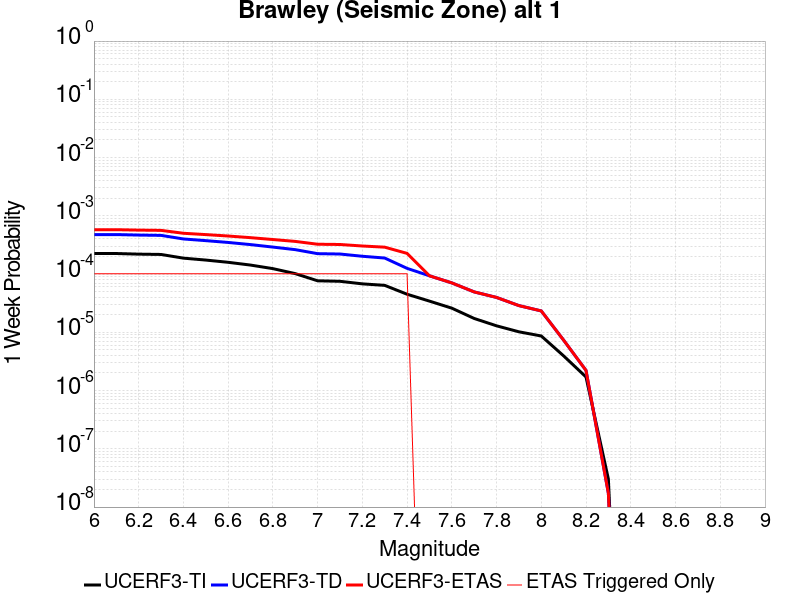 Brawley (Seismic Zone) alt 1
10^0
10^-1
10^-2
10^-3
10^-4
10^-5
10^-6
10^-7
10^-8
1 Week Probability
6 6.2 6.4 6.6 6.8 7 7.2 7.4 7.6 7.8 8 8.2 8.4 8.6 8.8 9
Magnitude
UCERF3-TI UCERF3-TD UCERF3-ETAS ETAS Triggered Only